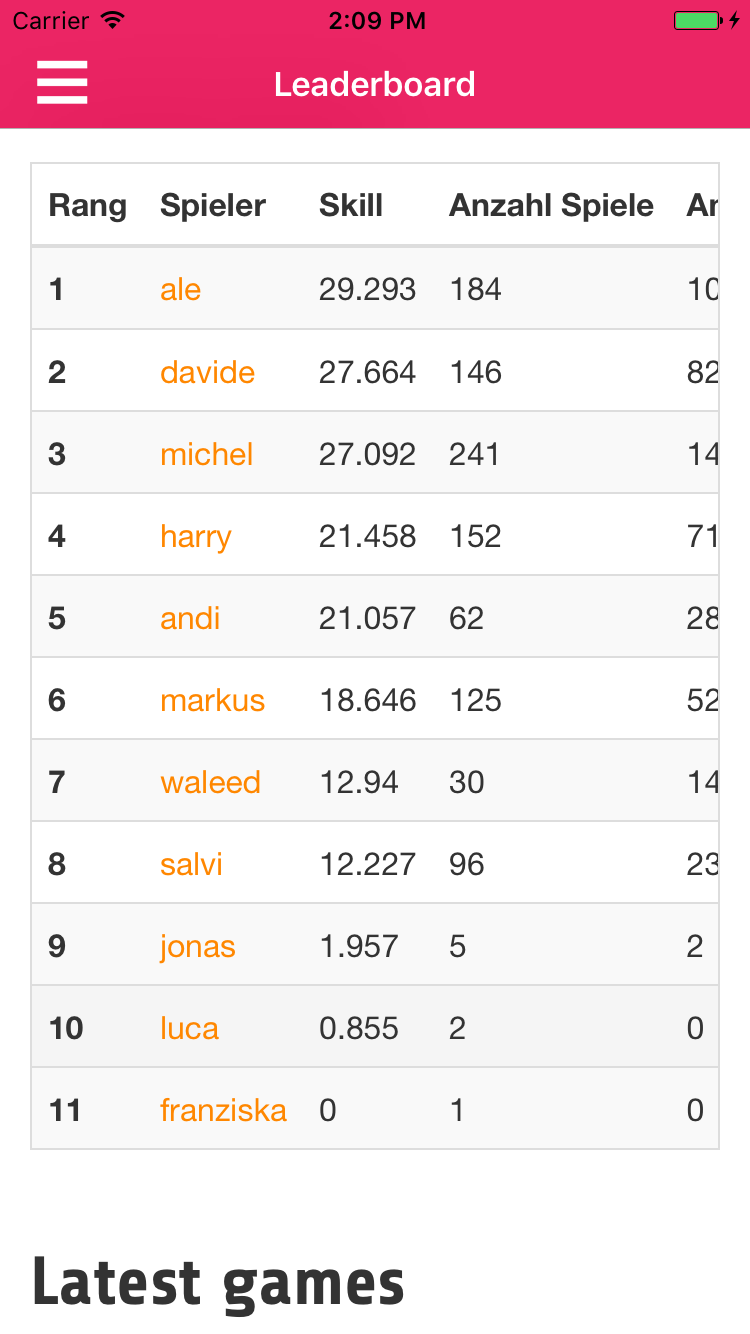 Carrier 2:09 PM
Leaderboard
Rang Spieler Skill Anzahl Spiele
1 ale 29.293 184
2 davide 27.664 146 82
3 michel 27.092 241 14
4 harry 21.458 152 71
5 andi 21.057 62 28
6 markus 18.646 125 52
7 waleed 12.94 30 14
8 salvi 12.227 96 23
9 jonas 1.957 5 2
10 luca 0.855 2 0
11 franziska 0 1 0
Latest games